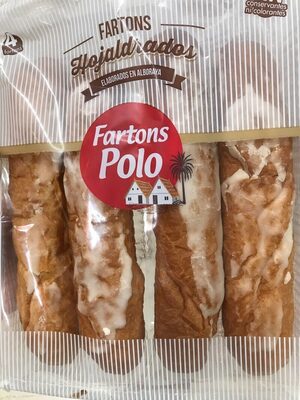 FARTONS
Hojaldrados
ELABORADOS EN ALBORAYA
conservantes
ni colorantes
Fartons
Polo